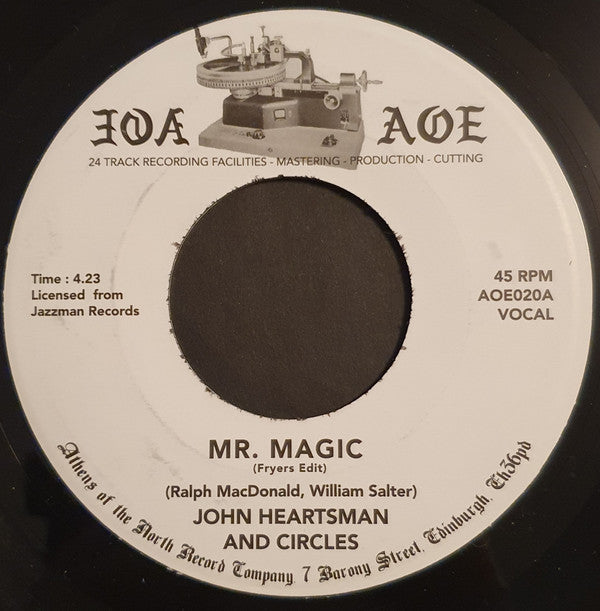 AOE AOE
24 TRACK RECORDING FACILITIES - MASTERING - PRODUCTION - CUTTING
Time : 4.23
Licensed from
Jazzman Records
45 RPM
AOE020A
VOCAL
MR. MAGIC
(Fryers Edit)
(Ralph MacDonald, William Salter)
JOHN HEARTSMAN
AND CIRCLES
Athens of the North Record Company, 7 Barony Street, Edinburgh, Eh36pd